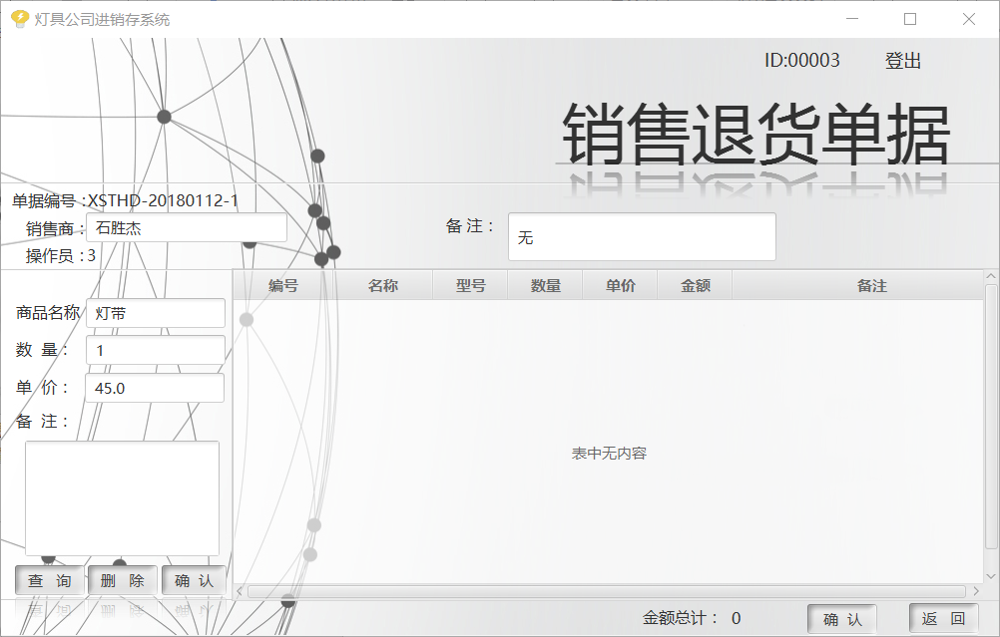 灯具公司进销存系统
ID:00003 登出
销售退货单据
单据编号 :XSTHD-20180112-1
销售商 : 石胜杰
备 注 : 无
操作员 : 3
编号 名称 型号 数量 单价 金额 备注
商品名称 灯带
数 量 : 1
单 价 : 45.0
备 注 :
表中无内容
查 询 删 除 确 认
金额总计 : 0 确 认 返 回